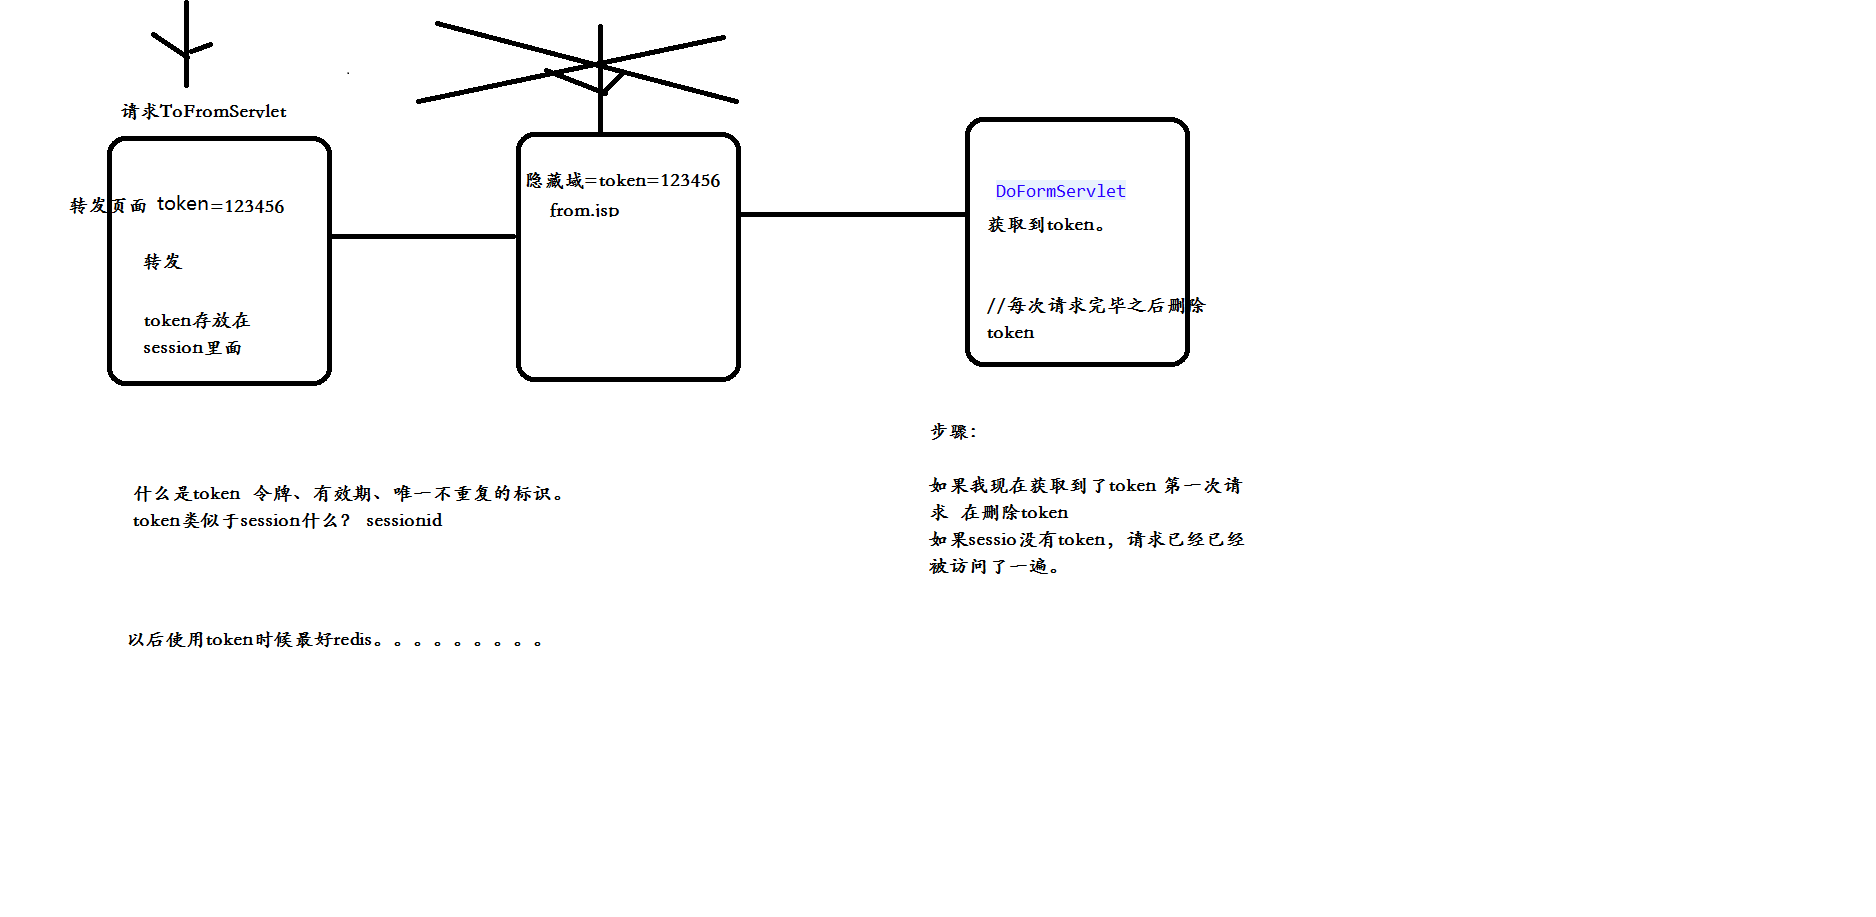 请求ToFromServlet
转发页面 token=123456
转发
token存放在
session里面
隐藏域=token=123456
from.jsp
DoFormServlet
获取到token。
//每次请求完毕之后删除
token
步骤：
如果我现在获取到了token 第一次请
求 在删除token
如果sessio没有token，请求已经已经
被访问了一遍。
什么是token 令牌、有效期、唯一不重复的标识。
token类似于session什么？ sessionid
以后使用token时候最好redis。。。。。。。。。